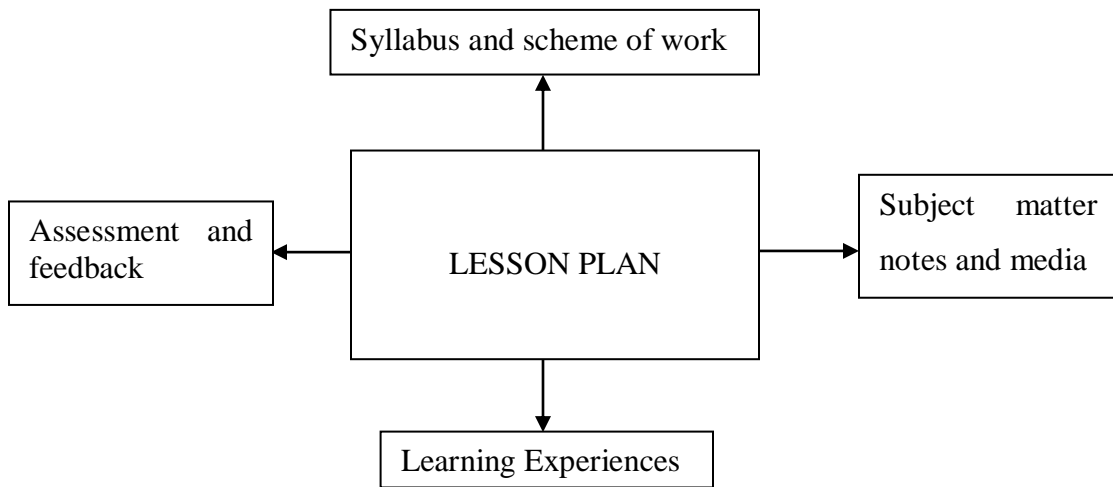 Syllabus and scheme of work
Assessment and
feedback
LESSON PLAN
Subject matter
notes and media
Learning Experiences